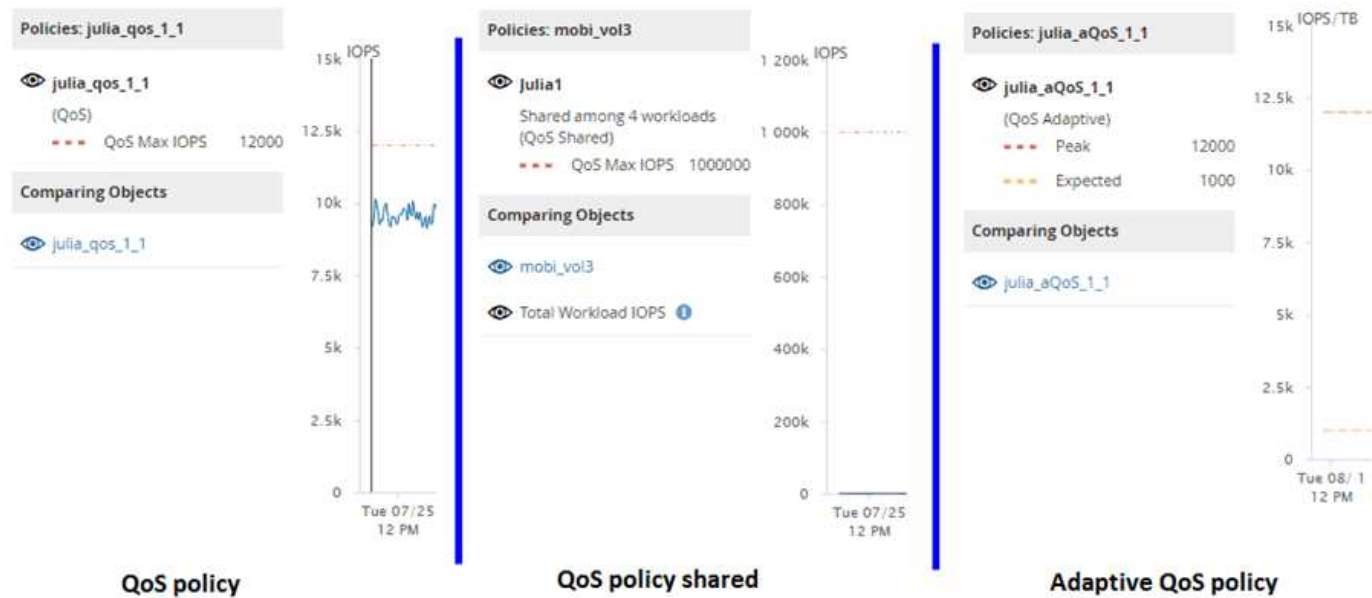 Policies: julia_qos_1_1
julia_qos_1_1
(QoS)
QoS Max IOPS 12000
Comparing Objects
julia_qos_1_1
IOPS
15k
12.5k
10k
7.5k
5k
2.5k
0
Tue 07/25
12 PM
QoS policy
Policies: mobi_vol3
Julia1
Shared among 4 workloads
(QoS Shared)
QoS Max IOPS 1000000
Comparing Objects
mobi_vol3
Total Workload IOPS
IOPS
1 200k
1 000k
800k
600k
400k
200k
0
Tue 07/25
12 PM
QoS policy shared
Policies: julia_aQoS_1_1
julia_aQoS_1_1
(QoS Adaptive)
Peak 12000
Expected 1000
Comparing Objects
julia_aQoS_1_1
IOPS/TB
15k
12.5k
10k
7.5k
5k
2.5k
0
Tue 08/ 1
12 PM
Adaptive QoS policy